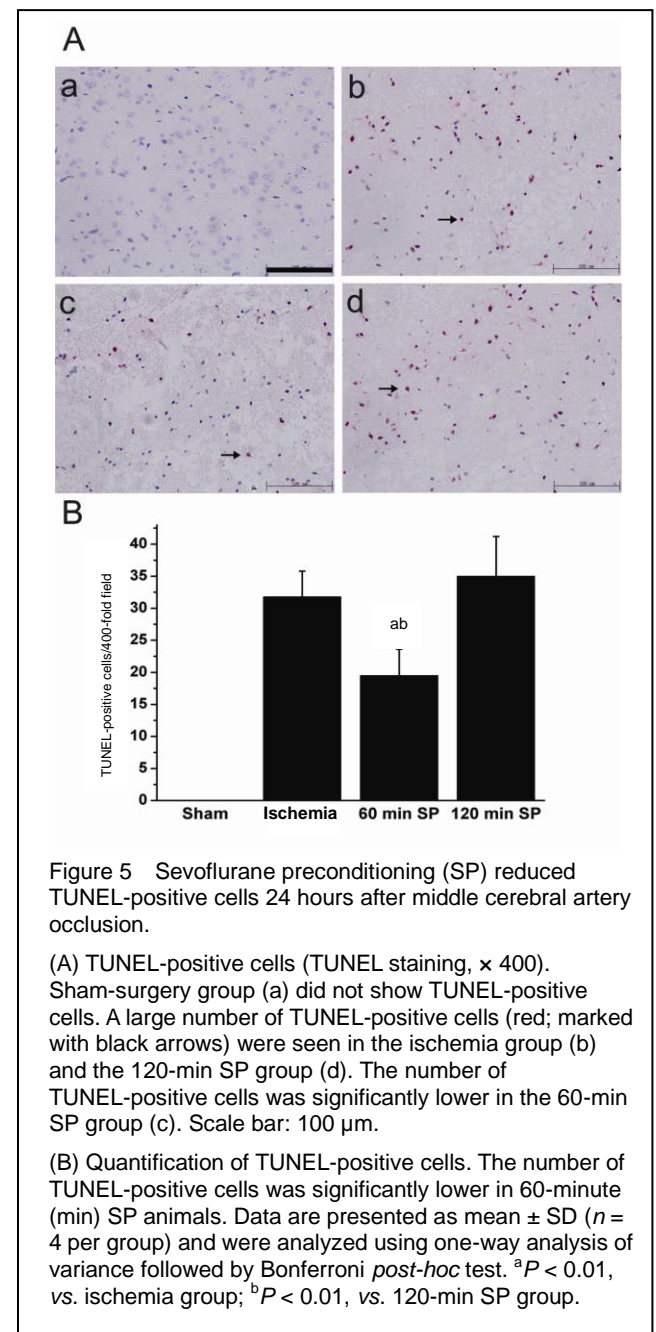 A
a
b
c
d
100 μm
100 μm
100 μm
B
TUNEL-positive cells/400-fold field
40
35
30
25
20
15
10
5
0
ab
Sham Ischemia 60 min SP 120 min SP
Figure 5 Sevoflurane preconditioning (SP) reduced
TUNEL-positive cells 24 hours after middle cerebral artery
occlusion.
(A) TUNEL-positive cells (TUNEL staining, × 400).
Sham-surgery group (a) did not show TUNEL-positive
cells. A large number of TUNEL-positive cells (red; marked
with black arrows) were seen in the ischemia group (b)
and the 120-min SP group (d). The number of
TUNEL-positive cells was significantly lower in the 60-min
SP group (c). Scale bar: 100 µm.
(B) Quantification of TUNEL-positive cells. The number of
TUNEL-positive cells was significantly lower in 60-minute
(min) SP animals. Data are presented as mean ± SD (n =
4 per group) and were analyzed using one-way analysis of
variance followed by Bonferroni post-hoc test. ᵃP < 0.01,
vs. ischemia group; ᵇP < 0.01, vs. 120-min SP group.